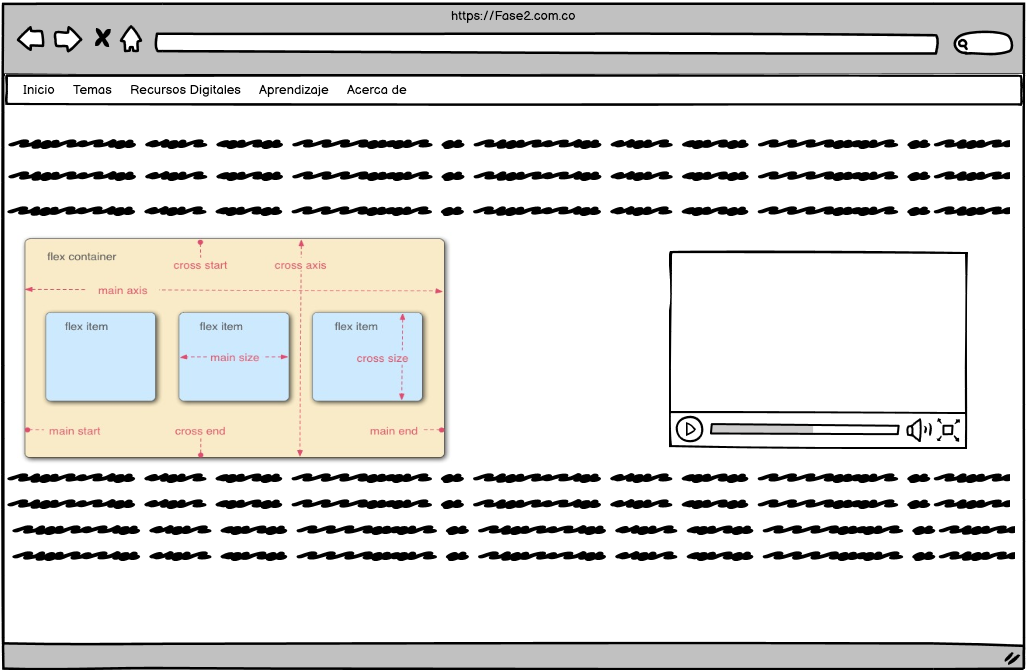 https://Fase2.com.co
Inicio Temas Recursos Digitales Aprendizaje Acerca de
flex container
cross start cross axis
main axis
flex item flex item flex item
main size cross size
main start cross end main end